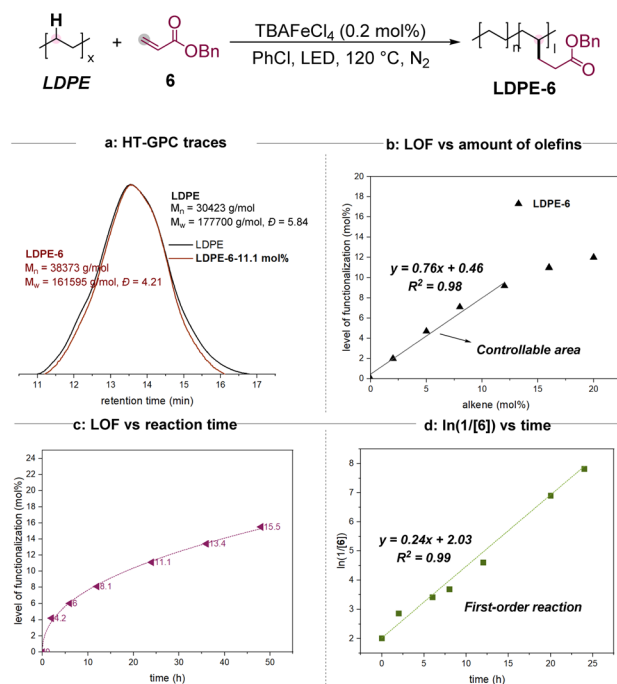 H
x
LDPE
+
O
OBn
6
TBAFeCl4 (0.2 mol%)
PhCl, LED, 120 °C, N2
n
l
OBn
O
LDPE-6
a: HT-GPC traces
LDPE
Mn = 30423 g/mol
Mw = 177700 g/mol, Đ = 5.84
LDPE-6
Mn = 38373 g/mol
Mw = 161595 g/mol, Đ = 4.21
LDPE
LDPE-6-11.1 mol%
11 12 13 14 15 16 17
retention time (min)
b: LOF vs amount of olefins
level of functionalization (mol%)
20
18
16
14
12
10
8
6
4
2
0
LDPE-6
y = 0.76x + 0.46
R2 = 0.98
Controllable area
0 5 10 15 20
alkene (mol%)
c: LOF vs reaction time
level of functionalization (mol%)
24
22
20
18
16
14
12
10
8
6
4
2
0
0
4.2
6
8.1
11.1
13.4
15.5
0 10 20 30 40 50
time (h)
d: ln(1/[6]) vs time
ln(1/[6])
8
7
6
5
4
3
2
y = 0.24x + 2.03
R2 = 0.99
First-order reaction
0 5 10 15 20 25
time (h)